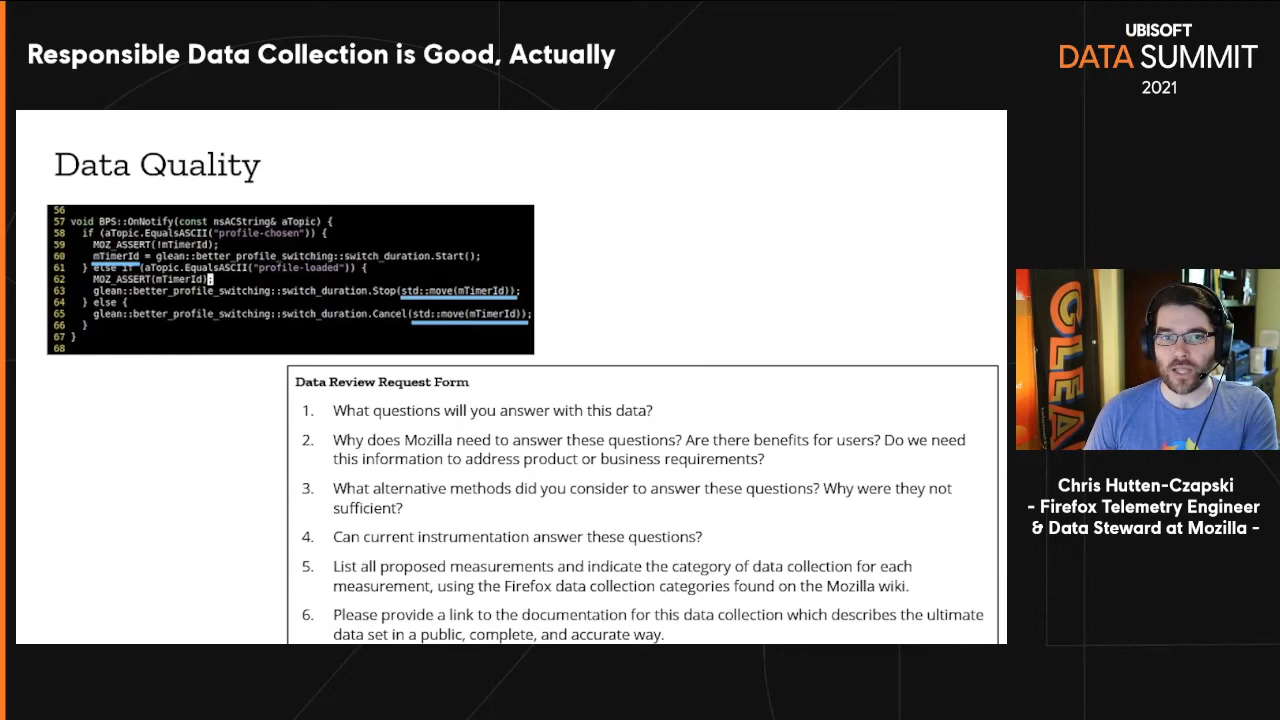 Responsible Data Collection is Good, Actually
UBISOFT
DATA SUMMIT
2021
Data Quality
56
57 void BPS::OnNotify(const nsACString& aTopic) {
58 if (aTopic.EqualsASCII("profile-chosen")) {
59 MOZ_ASSERT(!mTimerId);
60 mTimerId = glean::better_profile_switching::switch_duration.Start();
61 } else if (aTopic.EqualsASCII("profile-loaded")) {
62 MOZ_ASSERT(mTimerId);
63 glean::better_profile_switching::switch_duration.Stop(std::move(mTimerId));
64 } else {
65 glean::better_profile_switching::switch_duration.Cancel(std::move(mTimerId));
66 }
67 }
68
Data Review Request Form
1. What questions will you answer with this data?
2. Why does Mozilla need to answer these questions? Are there benefits for users? Do we need
this information to address product or business requirements?
3. What alternative methods did you consider to answer these questions? Why were they not
sufficient?
4. Can current instrumentation answer these questions?
5. List all proposed measurements and indicate the category of data collection for each
measurement, using the Firefox data collection categories found on the Mozilla wiki.
6. Please provide a link to the documentation for this data collection which describes the ultimate
data set in a public, complete, and accurate way.
GLEA
Chris Hutten-Czapski
- Firefox Telemetry Engineer
& Data Steward at Mozilla -